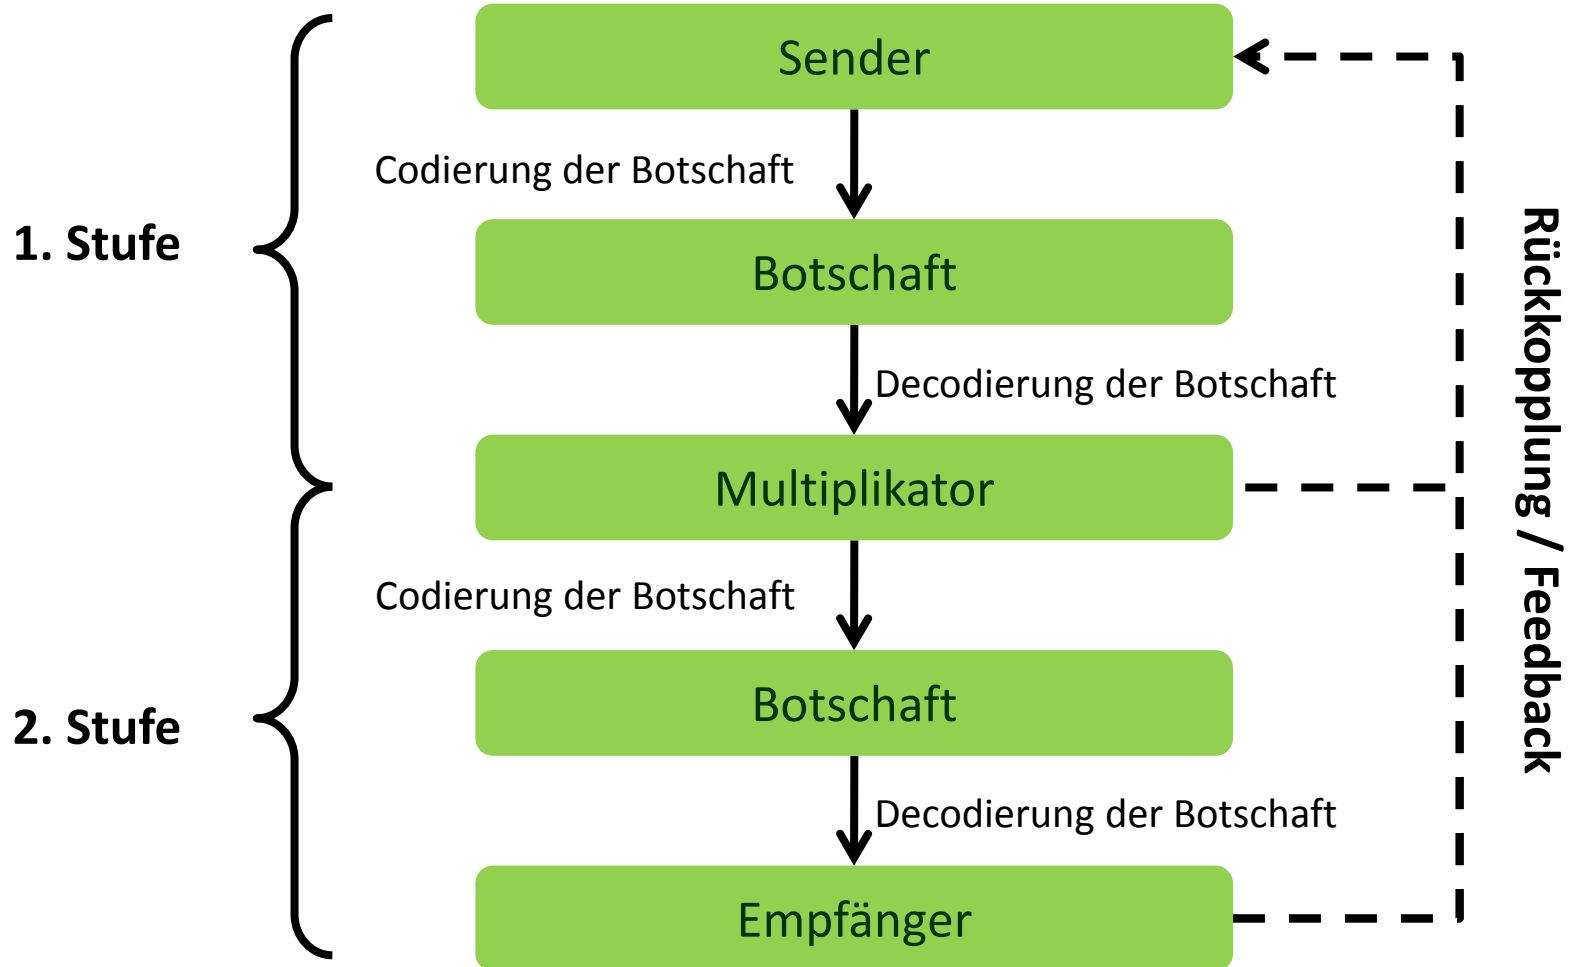 Sender
Codierung der Botschaft
1. Stufe
Botschaft
Decodierung der Botschaft
Multiplikator
Codierung der Botschaft
2. Stufe
Botschaft
Decodierung der Botschaft
Empfänger
Rückkopplung / Feedback